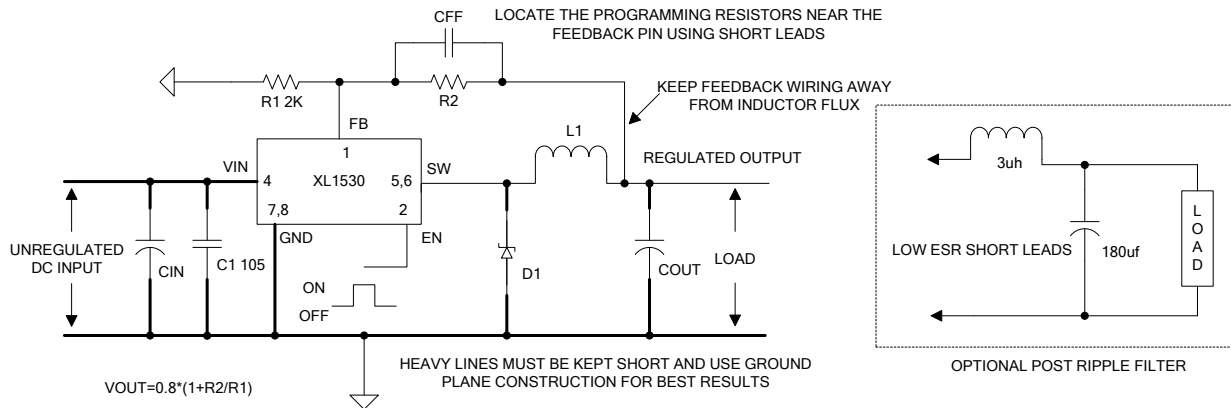 CFF
LOCATE THE PROGRAMMING RESISTORS NEAR THE
FEEDBACK PIN USING SHORT LEADS
R1 2K
R2
KEEP FEEDBACK WIRING AWAY
FROM INDUCTOR FLUX
FB
L1
1
VIN
SW
REGULATED OUTPUT
4
XL1530
5,6
7,8
2
GND
EN
UNREGULATED
DC INPUT
CIN
C1 105
D1
COUT
LOAD
ON
OFF
HEAVY LINES MUST BE KEPT SHORT AND USE GROUND
PLANE CONSTRUCTION FOR BEST RESULTS
VOUT=0.8*(1+R2/R1)
3uh
LOW ESR SHORT LEADS
180uf
LOAD
OPTIONAL POST RIPPLE FILTER